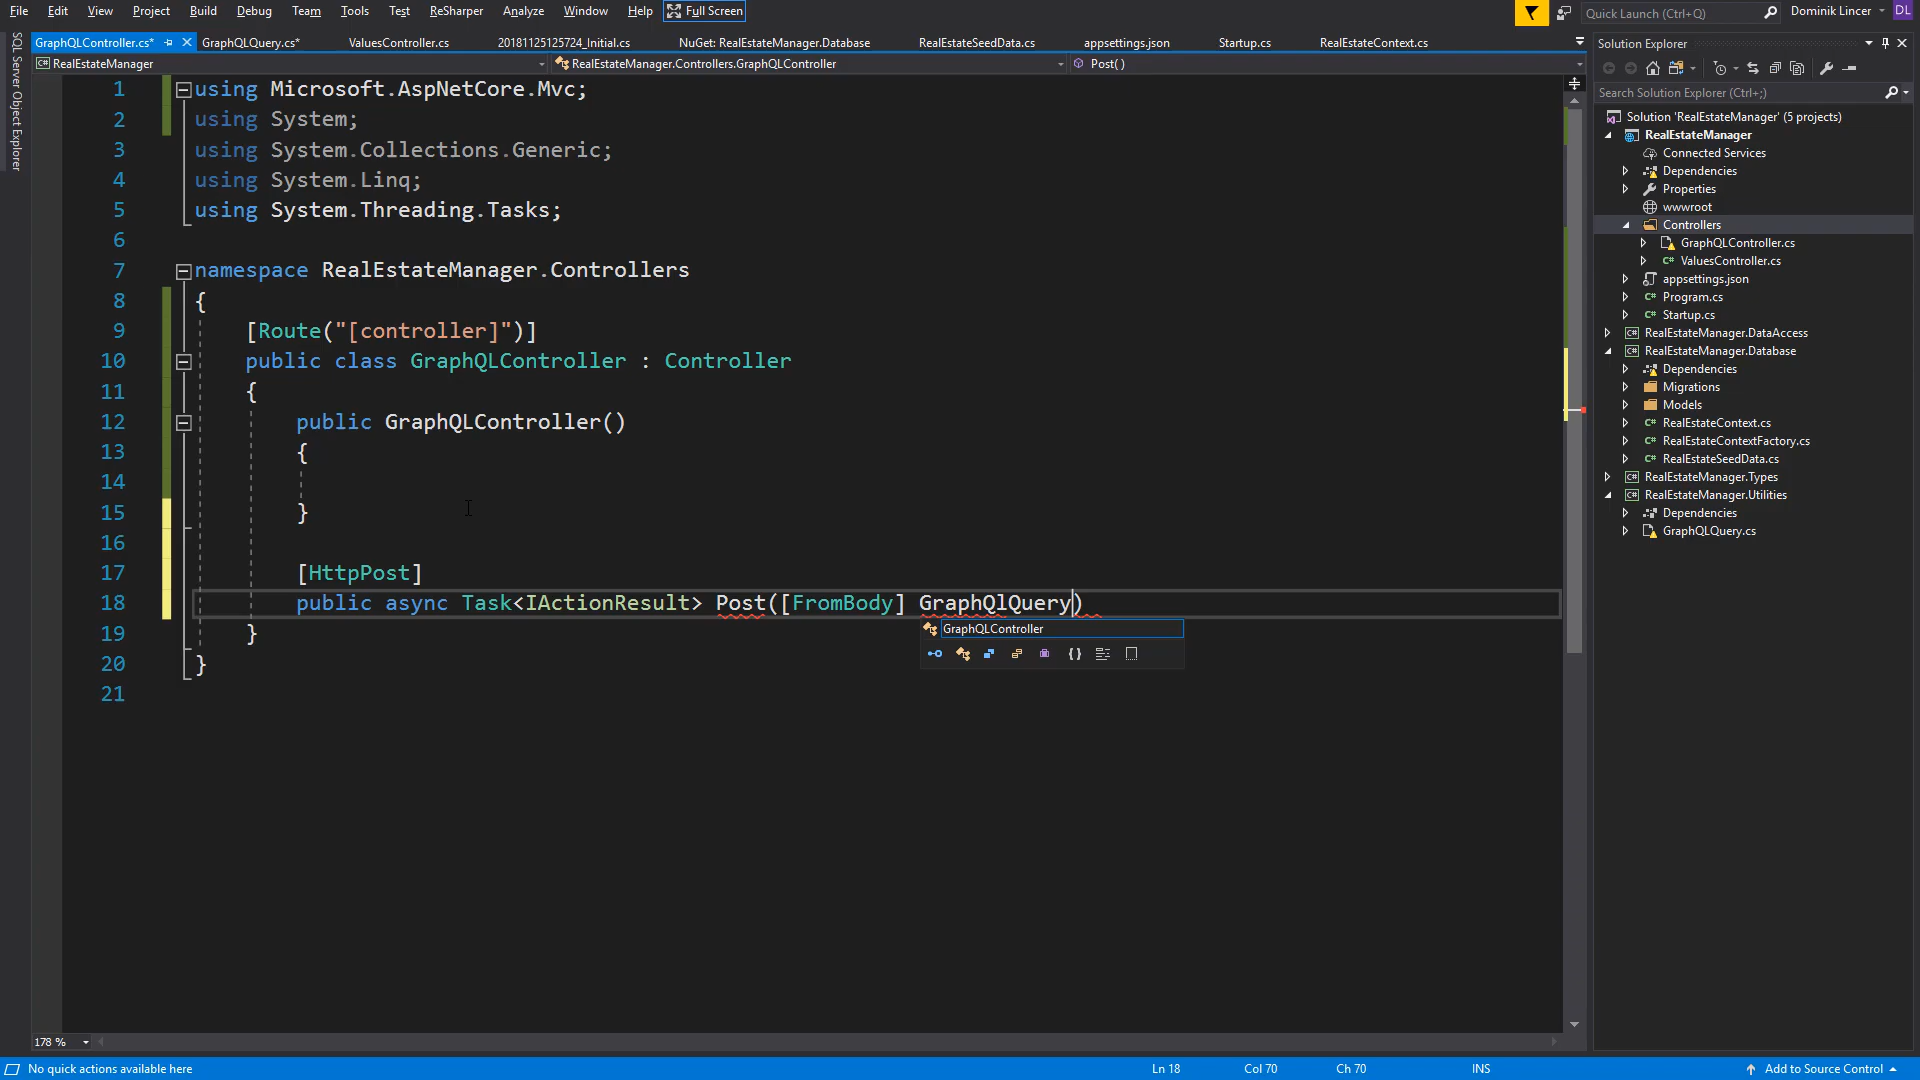 File Edit View Project Build Debug Team Tools Test ReSharper Analyze Window Help Full Screen Quick Launch (Ctrl+Q) Dominik Lincer DL
GraphQLController.cs* GraphQLQuery.cs* ValuesController.cs 20181125125724_Initial.cs NuGet: RealEstateManager.Database RealEstateSeedData.cs appsettings.json Startup.cs RealEstateContext.cs
RealEstateManager RealEstateManager.Controllers.GraphQLController Post()
SQL Server Object Explorer
1 using Microsoft.AspNetCore.Mvc;
2 using System;
3 using System.Collections.Generic;
4 using System.Linq;
5 using System.Threading.Tasks;
6
7 namespace RealEstateManager.Controllers
8 {
9 [Route("[controller]")]
10 public class GraphQLController : Controller
11 {
12 public GraphQLController()
13 {
14
15 }
16
17 [HttpPost]
18 public async Task<IActionResult> Post([FromBody] GraphQlQuery)
GraphQLController
19 }
20 }
21
178 %
Solution Explorer
Search Solution Explorer (Ctrl+;)
Solution 'RealEstateManager' (5 projects)
RealEstateManager
Connected Services
Dependencies
Properties
wwwroot
Controllers
GraphQLController.cs
ValuesController.cs
appsettings.json
Program.cs
Startup.cs
RealEstateManager.DataAccess
RealEstateManager.Database
Dependencies
Migrations
Models
RealEstateContext.cs
RealEstateContextFactory.cs
RealEstateSeedData.cs
RealEstateManager.Types
RealEstateManager.Utilities
Dependencies
GraphQLQuery.cs
No quick actions available here Ln 18 Col 70 Ch 70 INS Add to Source Control